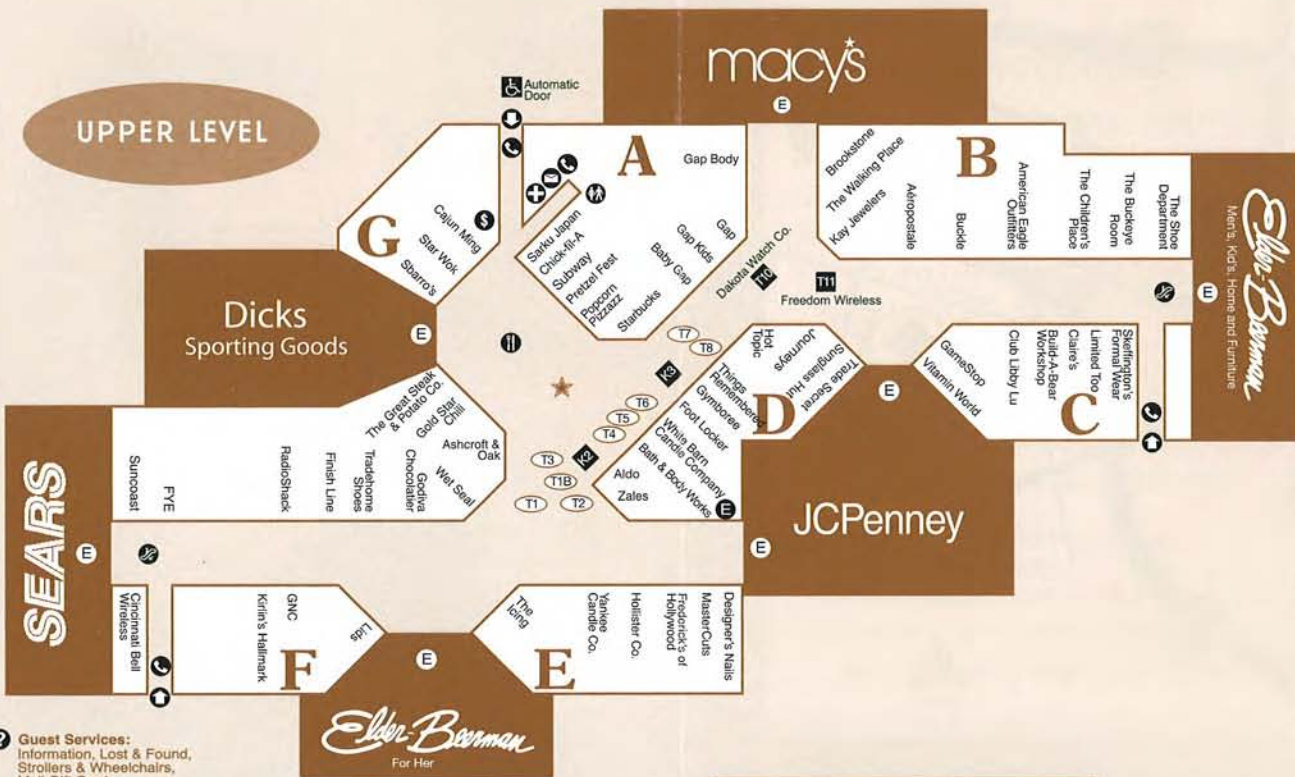 UPPER LEVEL
Automatic
Door
macy's
E
A
Gap Body
Sarku Japan
Chick-fil-A
Subway
Pretzel Fest
Popcorn
Pizzazz
Starbucks
Baby Gap
Gap Kids
Gap
B
Brookstone
The Walking Place
Kay Jewelers
Aéropostale
Buckle
American Eagle
Outfitters
The Children's
Place
The Buckeye
Room
The Shoe
Department
Elder-Beerman
Men's, Kid's, Home and Furniture
E
G
$
Cajun Ming
Star Wok
Sbarro's
Dicks
Sporting Goods
E
Dakota Watch Co.
T10
T11
Freedom Wireless
T7
T8
K3
T6
T5
T4
K2
T3
T1B
T1
T2
D
Hot
Topic
Journeys
Sunglass Hut
Trade Secret
Things
Remembered
Gymboree
Foot Locker
White Barn
Candle Company
Bath & Body Works
Aldo
Zales
E
C
GameStop
Vitamin World
Club Libby Lu
Build-A-Bear
Workshop
Claire's
Limited Too
Skeffington's
Formal Wear
E
JCPenney
E
SEARS
E
Suncoast
FYE
RadioShack
Finish Line
Tradehome
Shoes
Godiva
Chocolatier
Wet Seal
The Great Steak
& Potato Co.
Gold Star
Chili
Ashcroft &
Oak
Cincinnati Bell
Wireless
F
Kirlin's Hallmark
GNC
Lids
E
Elder-Beerman
For Her
E
The
Icing
Yankee
Candle Co.
Hollister Co.
Frederick's of
Hollywood
MasterCuts
Designer's Nails
? Guest Services:
Information, Lost & Found,
Strollers & Wheelchairs,